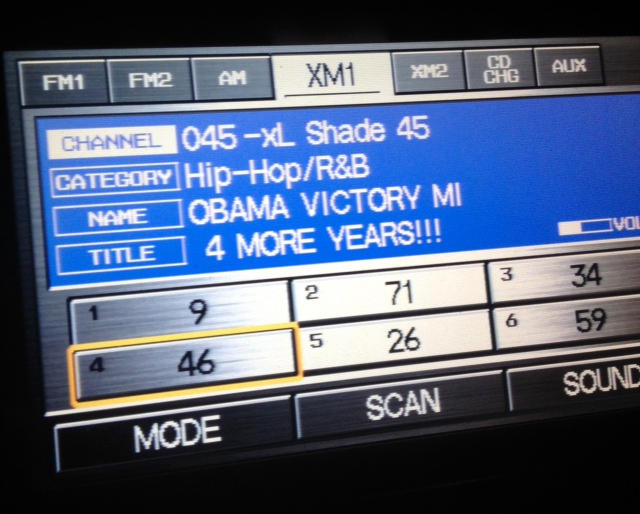 FM1 FM2 AM XM1 XM2 CD CHG AUX
CHANNEL 045-xL Shade 45
CATEGORY Hip-Hop/R&B
NAME OBAMA VICTORY MI
TITLE 4 MORE YEARS!!!
VOL
1 9 2 71 3 34
4 46 5 26 6 59
MODE SCAN SOUND